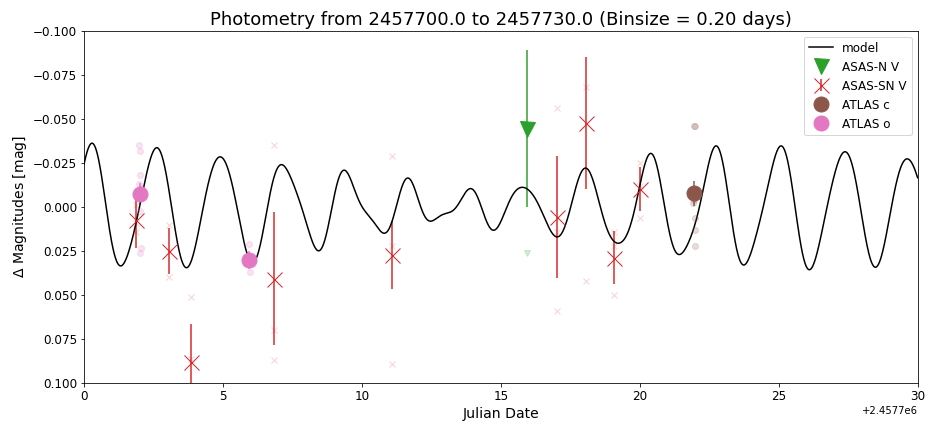 Photometry from 2457700.0 to 2457730.0 (Binsize = 0.20 days)
−0.100
−0.075
−0.050
−0.025
0.000
0.025
0.050
0.075
0.100
Δ Magnitudes [mag]
model
ASAS-N V
ASAS-SN V
ATLAS c
ATLAS o
0 5 10 15 20 25 30
+2.4577e6
Julian Date